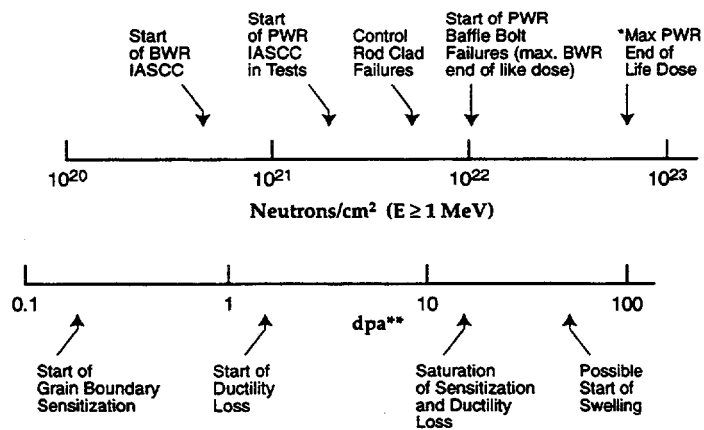 Start
of BWR
IASCC
Start
of PWR
IASCC
in Tests
Control
Rod Clad
Failures
Start of PWR
Baffle Bolt
Failures (max. BWR
end of like dose)
*Max PWR
End of
Life Dose
10²⁰ 10²¹ 10²² 10²³
Neutrons/cm² (E ≥ 1 MeV)
0.1 1 10 100
dpa**
Start of
Grain Boundary
Sensitization
Start of
Ductility
Loss
Saturation
of Sensitization
and Ductility
Loss
Possible
Start of
Swelling